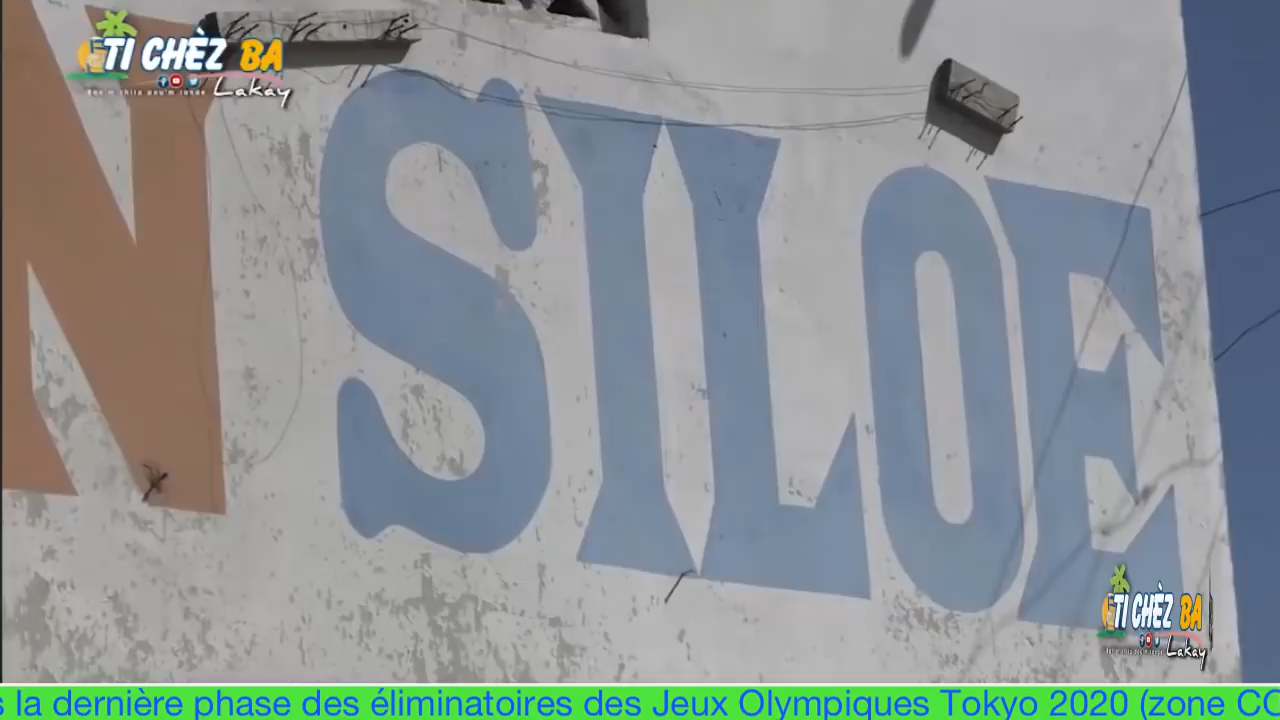 TI CHÈZ BA
Lakay
N SILOE
TI CHÈZ BA
Lakay
s la dernière phase des éliminatoires des Jeux Olympiques Tokyo 2020 (zone CO